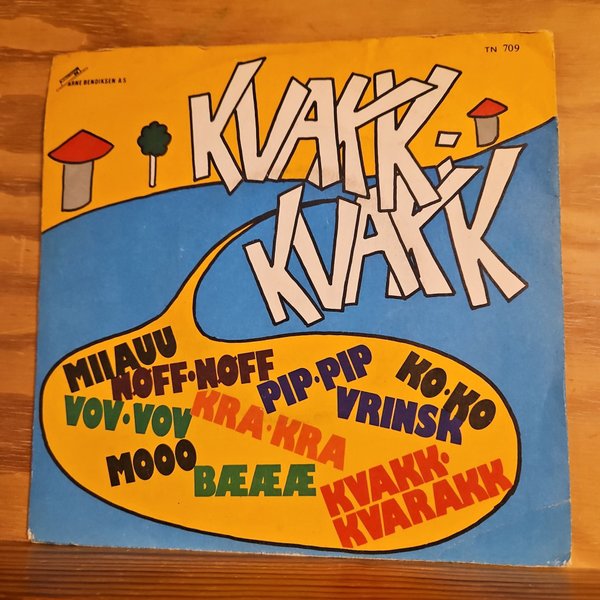 ARNE BENDIKSEN A/S
TN 709
KVAKK-
KVAKK
MIIAUU
NØFF·NØFF
PIP·PIP
KO·KO
VOV·VOV
KRA·KRA
VRINSK
MOOO
BÆÆÆ
KVAKK·
KVARAKK